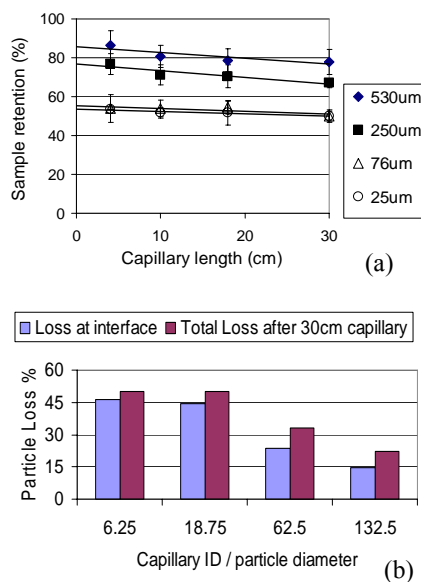 Sample retention (%)
100
80
60
40
20
0
0
10
20
30
Capillary length (cm)
530um
250um
76um
25um
(a)
Loss at interface
Total Loss after 30cm capillary
Particle Loss %
60
45
30
15
0
6.25
18.75
62.5
132.5
Capillary ID / particle diameter
(b)